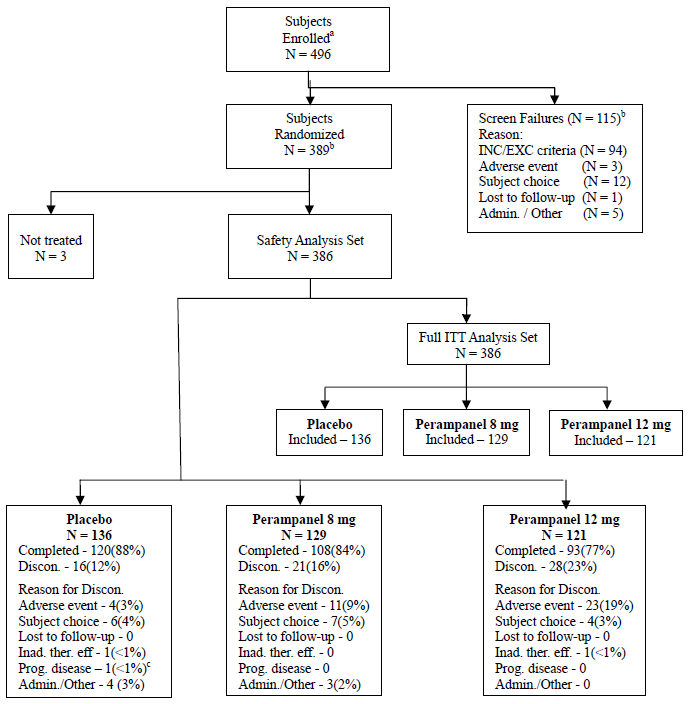 Subjects
Enrolledᵃ
N = 496
Subjects
Randomized
N = 389ᵇ
Screen Failures (N = 115)ᵇ
Reason:
INC/EXC criteria (N = 94)
Adverse event (N = 3)
Subject choice (N = 12)
Lost to follow-up (N = 1)
Admin. / Other (N = 5)
Not treated
N = 3
Safety Analysis Set
N = 386
Full ITT Analysis Set
N = 386
Placebo
Included – 136
Perampanel 8 mg
Included – 129
Perampanel 12 mg
Included – 121
Placebo
N = 136
Completed - 120(88%)
Discon. - 16(12%)
Reason for Discon.
Adverse event - 4(3%)
Subject choice - 6(4%)
Lost to follow-up - 0
Inad. ther. eff - 1(<1%)
Prog. disease – 1(<1%)ᶜ
Admin./Other - 4 (3%)
Perampanel 8 mg
N = 129
Completed - 108(84%)
Discon. - 21(16%)
Reason for Discon.
Adverse event - 11(9%)
Subject choice - 7(5%)
Lost to follow-up - 0
Inad. ther. eff. - 0
Prog. disease - 0
Admin./Other - 3(2%)
Perampanel 12 mg
N = 121
Completed - 93(77%)
Discon. - 28(23%)
Reason for Discon.
Adverse event - 23(19%)
Subject choice - 4(3%)
Lost to follow-up - 0
Inad. ther. eff - 1(<1%)
Prog. disease - 0
Admin./Other - 0